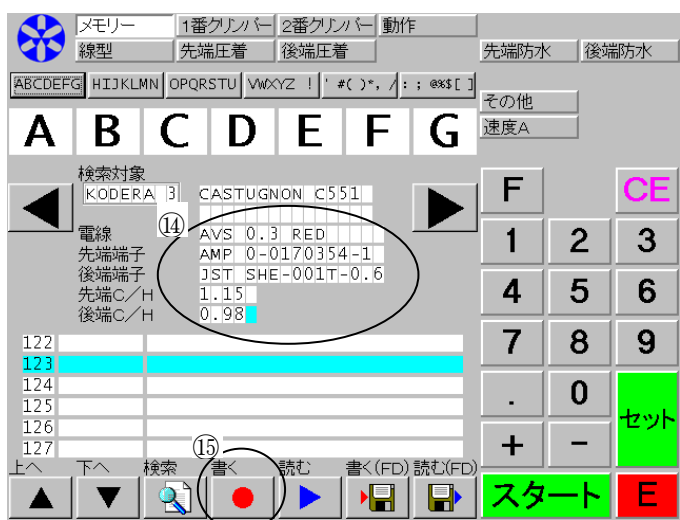 メモリー 1番クリンパー 2番クリンパー 動作
線型 先端圧着 後端圧着 先端防水 後端防水
ABCDEFG HIJKLMN OPQRSTU VWXYZ ! ' #( )*, / : ; @%$[ ]
その他
速度A
A B C D E F G
検索対象
KODERA 3 CASTUGNON C551
⑭
電線 AVS 0.3 RED
先端端子 AMP 0-0170354-1
後端端子 JST SHE-001T-0.6
先端C/H 1.15
後端C/H 0.98
122
123
124
125
126
127
⑮
上へ 下へ 検索 書く 読む 書く(FD) 読む(FD)
F CE
1 2 3
4 5 6
7 8 9
. 0 セット
+ -
スタート E